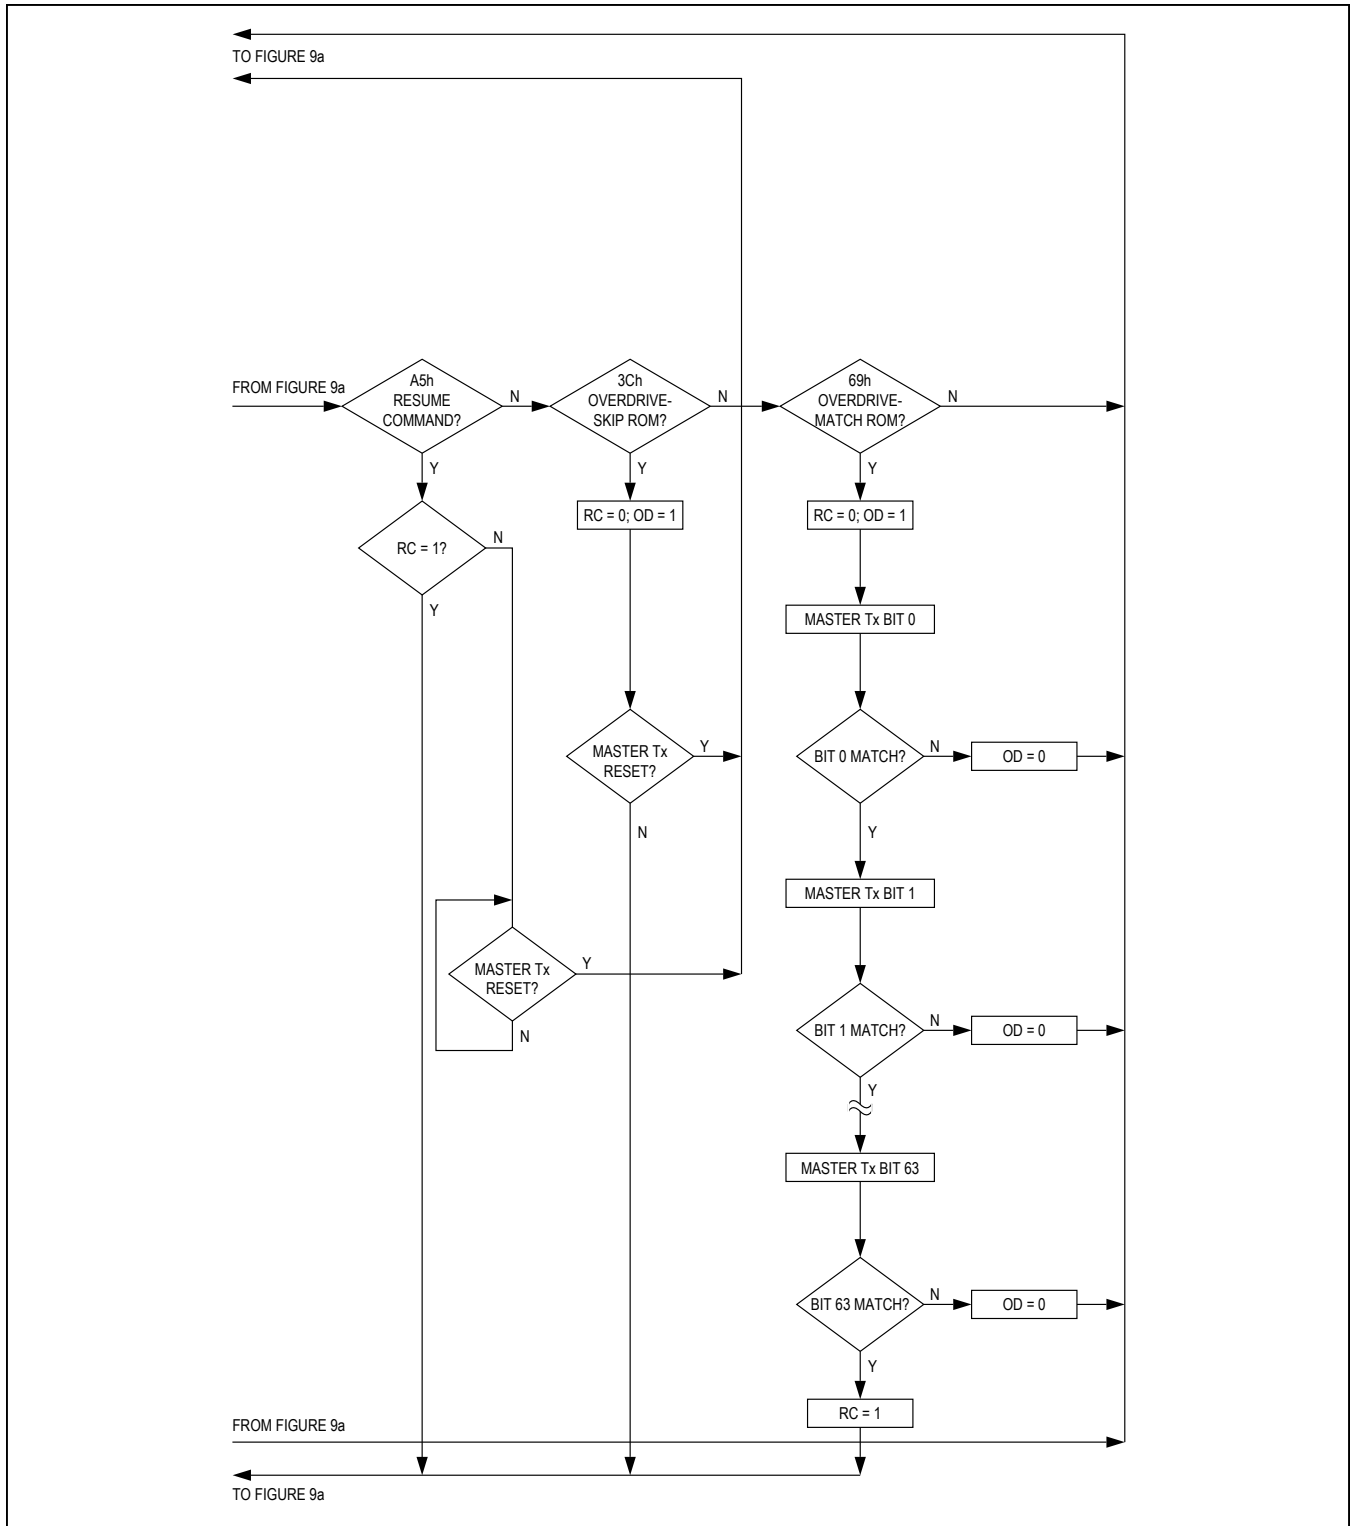 TO FIGURE 9a
FROM FIGURE 9a
A5h
RESUME
COMMAND?
N
3Ch
OVERDRIVE-
SKIP ROM?
N
69h
OVERDRIVE-
MATCH ROM?
N
Y
Y
Y
RC = 1?
N
RC = 0; OD = 1
RC = 0; OD = 1
Y
MASTER Tx BIT 0
MASTER Tx
RESET?
Y
BIT 0 MATCH?
N
OD = 0
N
Y
MASTER Tx BIT 1
MASTER Tx
RESET?
Y
N
BIT 1 MATCH?
N
OD = 0
Y
MASTER Tx BIT 63
BIT 63 MATCH?
N
OD = 0
Y
RC = 1
FROM FIGURE 9a
TO FIGURE 9a